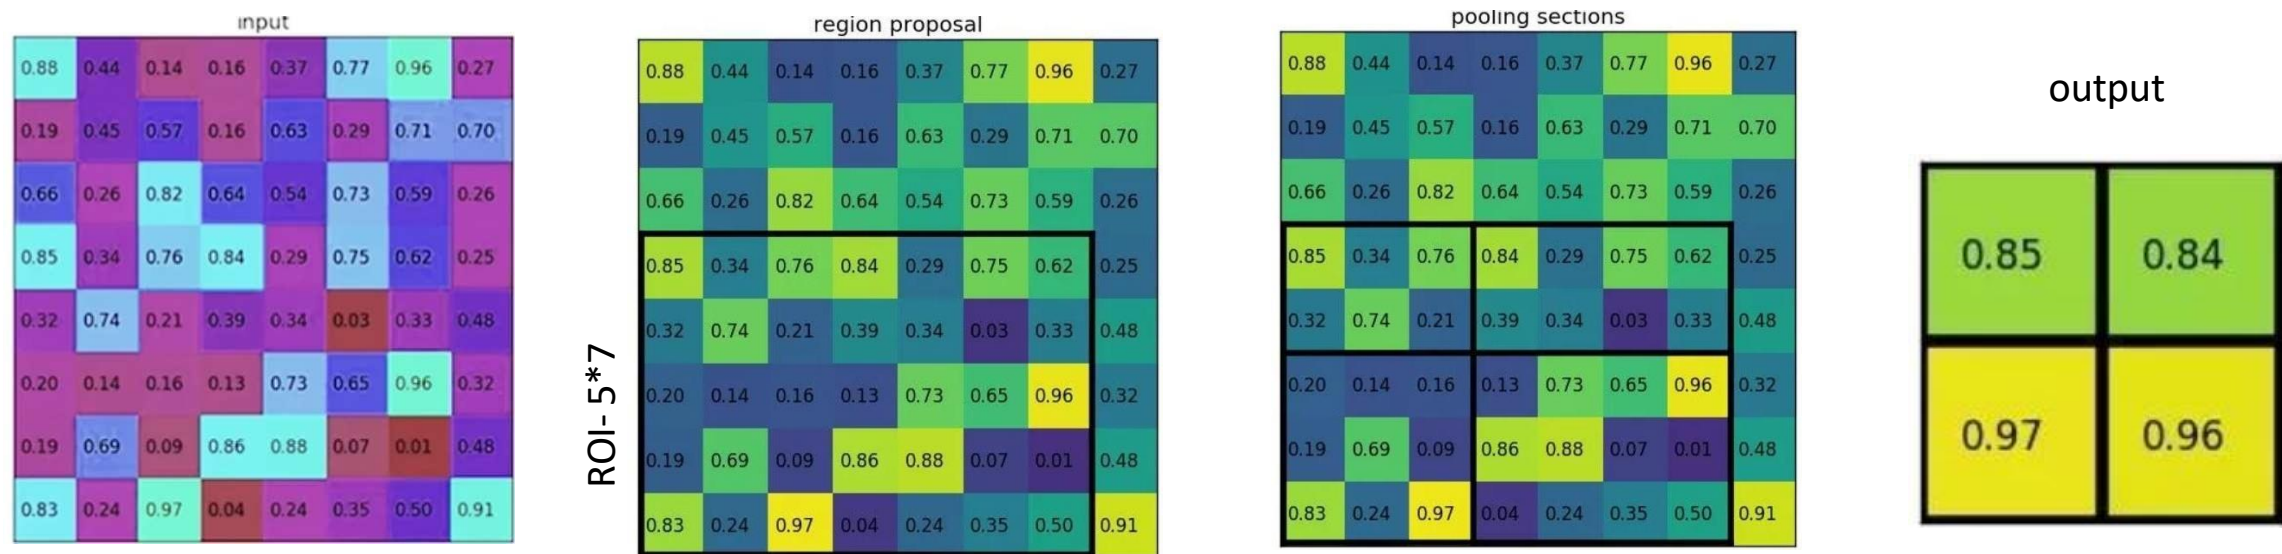 input
0.88 0.44 0.14 0.16 0.37 0.77 0.96 0.27
0.19 0.45 0.57 0.16 0.63 0.29 0.71 0.70
0.66 0.26 0.82 0.64 0.54 0.73 0.59 0.26
0.85 0.34 0.76 0.84 0.29 0.75 0.62 0.25
0.32 0.74 0.21 0.39 0.34 0.03 0.33 0.48
0.20 0.14 0.16 0.13 0.73 0.65 0.96 0.32
0.19 0.69 0.09 0.86 0.88 0.07 0.01 0.48
0.83 0.24 0.97 0.04 0.24 0.35 0.50 0.91
ROI- 5*7
region proposal
0.88 0.44 0.14 0.16 0.37 0.77 0.96 0.27
0.19 0.45 0.57 0.16 0.63 0.29 0.71 0.70
0.66 0.26 0.82 0.64 0.54 0.73 0.59 0.26
0.85 0.34 0.76 0.84 0.29 0.75 0.62 0.25
0.32 0.74 0.21 0.39 0.34 0.03 0.33 0.48
0.20 0.14 0.16 0.13 0.73 0.65 0.96 0.32
0.19 0.69 0.09 0.86 0.88 0.07 0.01 0.48
0.83 0.24 0.97 0.04 0.24 0.35 0.50 0.91
pooling sections
0.88 0.44 0.14 0.16 0.37 0.77 0.96 0.27
0.19 0.45 0.57 0.16 0.63 0.29 0.71 0.70
0.66 0.26 0.82 0.64 0.54 0.73 0.59 0.26
0.85 0.34 0.76 0.84 0.29 0.75 0.62 0.25
0.32 0.74 0.21 0.39 0.34 0.03 0.33 0.48
0.20 0.14 0.16 0.13 0.73 0.65 0.96 0.32
0.19 0.69 0.09 0.86 0.88 0.07 0.01 0.48
0.83 0.24 0.97 0.04 0.24 0.35 0.50 0.91
output
0.85 0.84
0.97 0.96